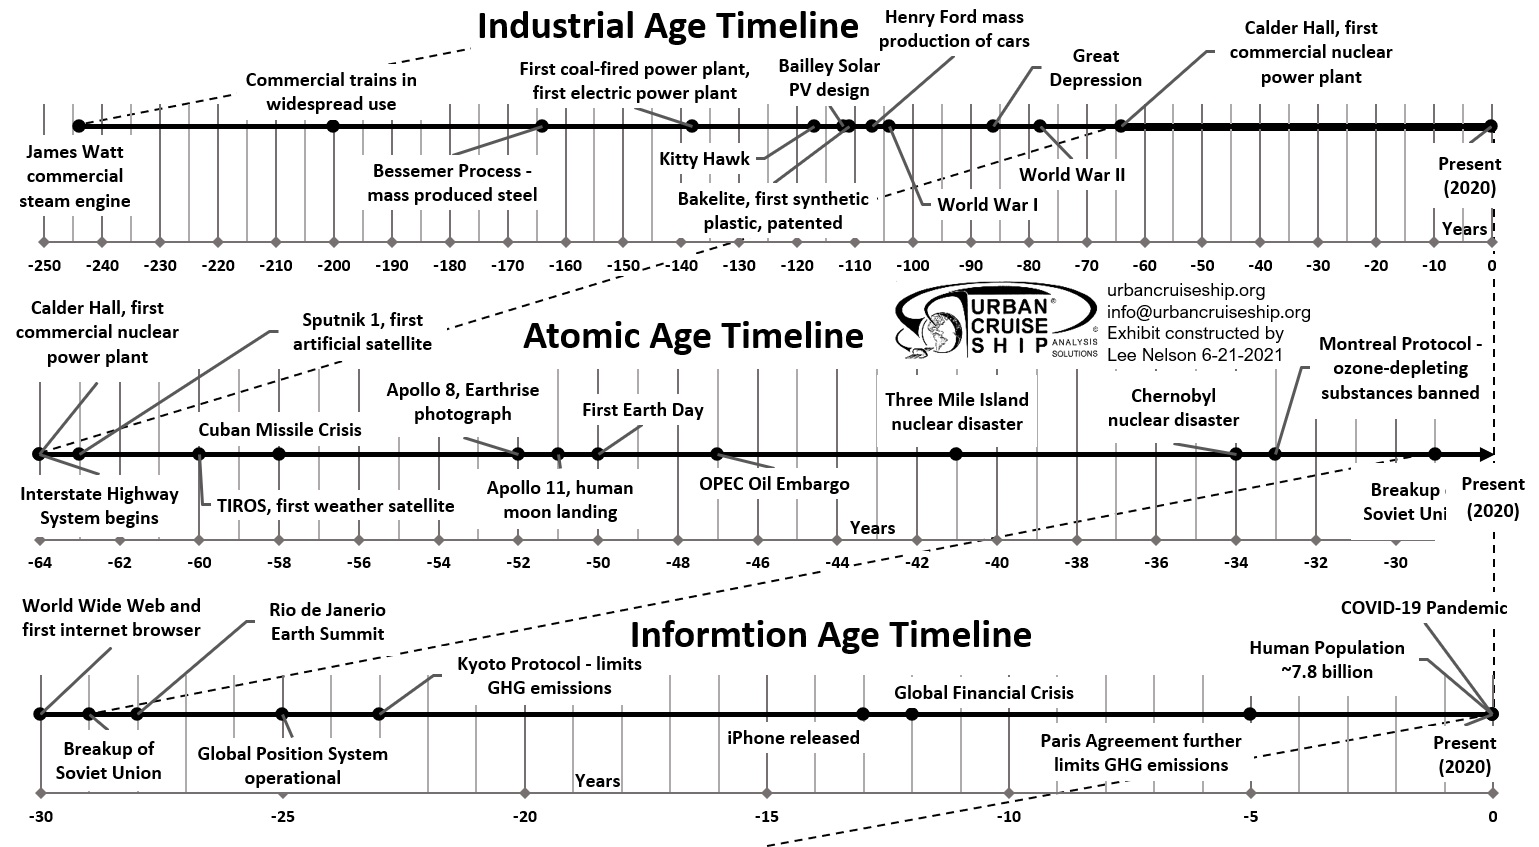 Industrial Age Timeline
Henry Ford mass
production of cars
Calder Hall, first
commercial nuclear
power plant
Commercial trains in
widespread use
First coal-fired power plant,
first electric power plant
Bailley Solar
PV design
Great
Depression
James Watt
commercial
steam engine
Bessemer Process -
mass produced steel
Kitty Hawk
Bakelite, first synthetic
plastic, patented
World War I
World War II
Present
(2020)
Years
-250 -240 -230 -220 -210 -200 -190 -180 -170 -160 -150 -140 -130 -120 -110 -100 -90 -80 -70 -60 -50 -40 -30 -20 -10 0
URBAN
CRUISE
SHIP
®
©
ANALYSIS
SOLUTIONS
urbancruiseship.org
info@urbancruiseship.org
Exhibit constructed by
Lee Nelson 6-21-2021
Atomic Age Timeline
Calder Hall, first
commercial nuclear
power plant
Sputnik 1, first
artificial satellite
Cuban Missile Crisis
Apollo 8, Earthrise
photograph
First Earth Day
Three Mile Island
nuclear disaster
Chernobyl
nuclear disaster
Montreal Protocol -
ozone-depleting
substances banned
Interstate Highway
System begins
TIROS, first weather satellite
Apollo 11, human
moon landing
OPEC Oil Embargo
Years
Breakup
Soviet Uni
Present
(2020)
-64 -62 -60 -58 -56 -54 -52 -50 -48 -46 -44 -42 -40 -38 -36 -34 -32 -30
Informtion Age Timeline
World Wide Web and
first internet browser
Rio de Janerio
Earth Summit
Kyoto Protocol - limits
GHG emissions
Global Financial Crisis
COVID-19 Pandemic
Human Population
~7.8 billion
Breakup of
Soviet Union
Global Position System
operational
iPhone released
Paris Agreement further
limits GHG emissions
Present
(2020)
Years
-30 -25 -20 -15 -10 -5 0